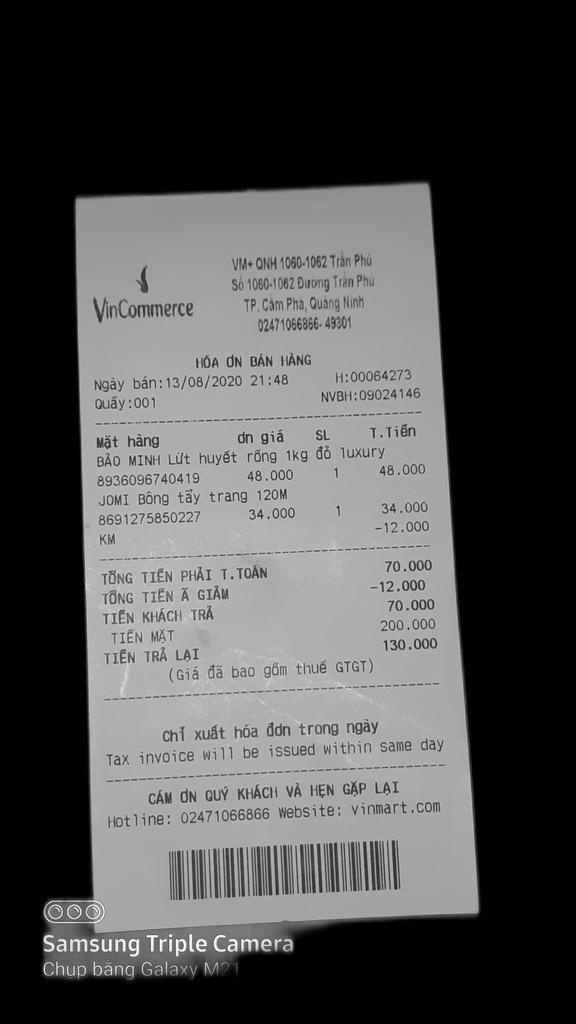 VinCommerce
VM+ QNH 1060-1062 Trần Phú
Số 1060-1062 Đường Trần Phú
TP. Cẩm Phả, Quảng Ninh
02471066866- 49301
HÓA ƠN BÁN HÀNG
Ngày bán:13/08/2020 21:48 H:00064273
Quầy:001 NVBH:09024146
Mặt hàng ơn giá SL T.Tiền
BẢO MINH Lứt huyết rồng 1kg đỏ luxury
8936096740419 48.000 1 48.000
JOMI Bông tẩy trang 120M
8691275850227 34.000 1 34.000
KM -12.000
TỔNG TIỀN PHẢI T.TOÁN 70.000
TỔNG TIỀN Ã GIẢM -12.000
TIỀN KHÁCH TRẢ 70.000
TIỀN MẶT 200.000
TIỀN TRẢ LẠI 130.000
(Giá đã bao gồm thuế GTGT)
Chỉ xuất hóa đơn trong ngày
Tax invoice will be issued within same day
CÁM ƠN QUÝ KHÁCH VÀ HẸN GẶP LẠI
Hotline: 02471066866 Website: vinmart.com
Samsung Triple Camera
Chụp bằng Galaxy M21